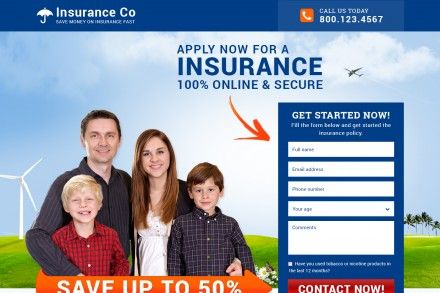 Insurance Co
SAVE MONEY ON INSURANCE FAST
CALL US TODAY
800.123.4567
APPLY NOW FOR A
INSURANCE
100% ONLINE & SECURE
GET STARTED NOW!
Fill the form below and get started the
insurance policy.
Full name
Email address
Phone number
Your age
Comments
Have you used tobacco or nicotine products in
the last 12 months?
CONTACT NOW!
SAVE UP TO 50%